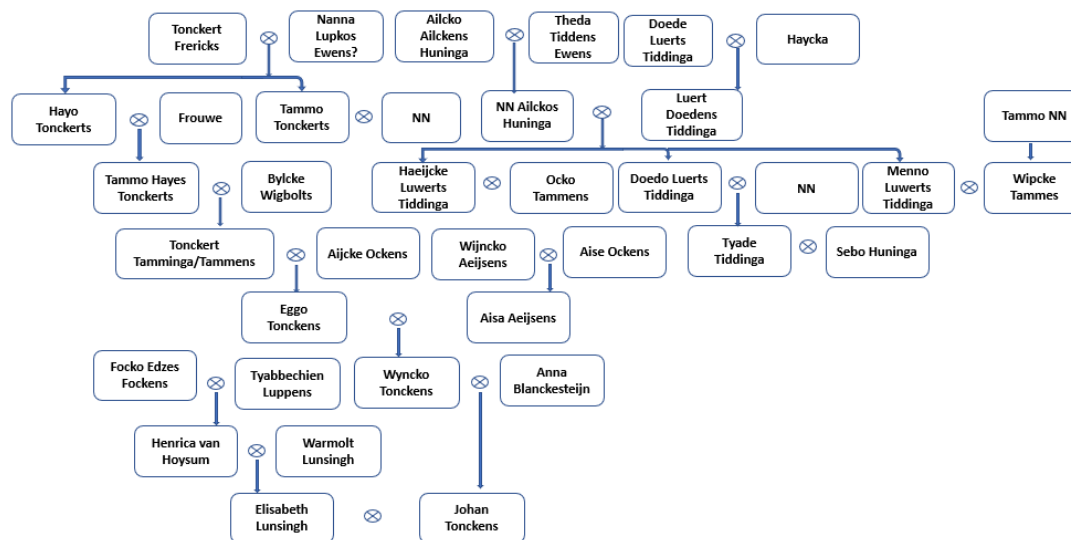 Tonckert
Frericks
Nanna
Lupkos
Ewens?
Ailcko
Ailckens
Huninga
Theda
Tiddens
Ewens
Doede
Luerts
Tiddinga
Haycka
Hayo
Tonckerts
Frouwe
Tammo
Tonckerts
NN
NN Ailckos
Huninga
Luert
Doedens
Tiddinga
Tammo NN
Tammo Hayes
Tonckerts
Bylcke
Wigbolts
Haeijcke
Luwerts
Tiddinga
Ocko
Tammens
Doedo Luerts
Tiddinga
NN
Menno
Luwerts
Tiddinga
Wipcke
Tammes
Tonckert
Tamminga/Tammens
Aijcke Ockens
Wijncko
Aeijsens
Aise Ockens
Tyade
Tiddinga
Sebo Huninga
Eggo
Tonckens
Aisa Aeijsens
Focko Edzes
Fockens
Tyabbechien
Luppens
Wyncko
Tonckens
Anna
Blanckesteijn
Henrica van
Hoysum
Warmolt
Lunsingh
Elisabeth
Lunsingh
Johan
Tonckens